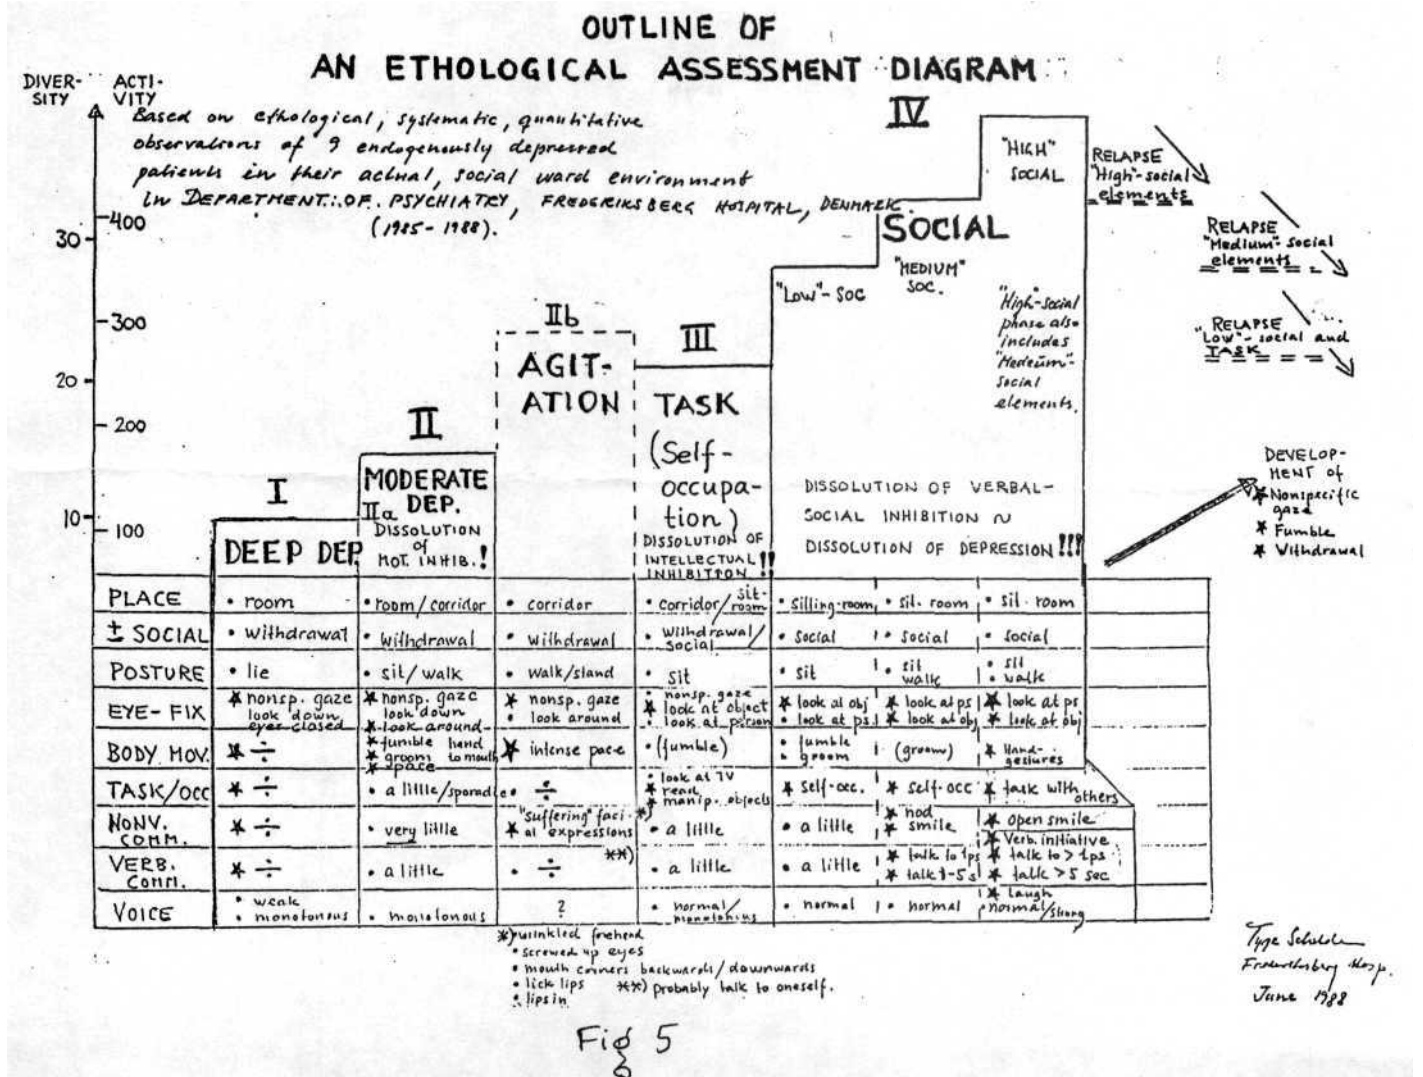 OUTLINE OF
AN ETHOLOGICAL ASSESSMENT DIAGRAM
DIVER-
SITY
ACTI-
VITY
Based on ethological, systematic, quantitative
observations of 9 endogenously depressed
patients in their actual, social ward environment
in DEPARTMENT OF PSYCHIATRY, FREDERIKSBERG HOSPITAL, DENMARK.
(1985-1988).
400
30
300
20
200
10
100
I
DEEP DEP.
II
MODERATE
DEP.
IIa
DISSOLUTION
of
MOT. INHIB.!
IIb
AGIT-
ATION
III
TASK
(Self-
occupa-
tion)
DISSOLUTION OF
INTELLECTUAL !!
INHIBITION
IV
SOCIAL
"Low"-SOC
"MEDIUM"
SOC.
"HIGH"
SOCIAL
"High"-social
phase also
includes
"Medium"-
social
elements.
DISSOLUTION OF VERBAL-
SOCIAL INHIBITION ~
DISSOLUTION OF DEPRESSION!!!
RELAPSE
"High"-social
elements
RELAPSE
"Medium"-social
elements
RELAPSE
"Low"-social and
TASK
DEVELOP-
MENT of
* Nonspecific
gaze
* Fumble
* Withdrawal
PLACE • room • room/corridor • corridor • corridor/sit-room • sitting-room • sit. room • sit. room
± SOCIAL • withdrawal • withdrawal • withdrawal • withdrawal/social • social • social • social
POSTURE • lie • sit/walk • walk/stand • sit • sit • sit walk • sit • walk
EYE-FIX * nonsp. gaze look down eyes closed * nonsp. gaze look down * look around * nonsp. gaze • look around • nonsp. gaze * look at object • look at person * look at obj • look at ps * look at ps * look at obj * look at ps * look at obj
BODY MOV. * ÷ * fumble hand * groom to mouth * pace * intense pace • (fumble) • fumble • groom (groom) * Hand-gestures
TASK/OCC * ÷ • a little/sporadic • ÷ • look at TV * read * manip. objects * self-occ. * self-occ * task with others
NONV. COMM. * ÷ • very little "suffering" faci- *) * al expressions • a little • a little * nod * smile * open smile
VERB. COMM. * ÷ • a little **) • ÷ • a little • a little * talk to 1ps * talk 1-5 s * Verb. initiative * talk to > 1ps * talk > 5 sec
VOICE • weak • monotonous • monotonous ? • normal/monotonous • normal • normal * Laugh • normal/strong
*) wrinkled forehead
• screwed up eyes
• mouth corners backwards/downwards
• lick lips **) probably talk to oneself.
• lips in
Frederiksberg Hosp.
June 1988
Fig 5